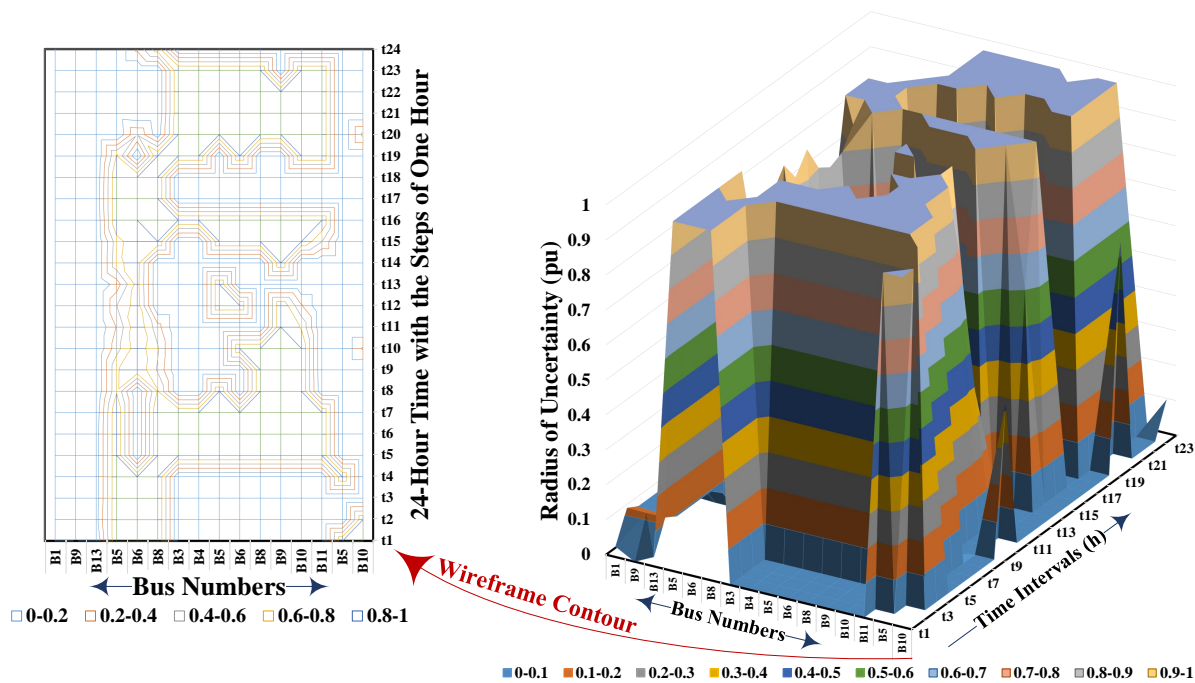 t24
t23
t22
t21
t20
t19
t18
t17
t16
t15
t14
t13
t12
t11
t10
t9
t8
t7
t6
t5
t4
t3
t2
t1
24-Hour Time with the Steps of One Hour
B1
B9
B13
B5
B6
B8
B3
B4
B5
B6
B8
B9
B10
B11
B5
B10
Bus Numbers
0-0.2 0.2-0.4 0.4-0.6 0.6-0.8 0.8-1
Wireframe Contour
Radius of Uncertainty (pu)
1
0.9
0.8
0.7
0.6
0.5
0.4
0.3
0.2
0.1
0
B1
B9
B13
B5
B6
B8
B3
B4
B5
B6
B8
B9
B10
B11
B5
B10
Bus Numbers
t1
t3
t5
t7
t9
t11
t13
t15
t17
t19
t21
t23
Time Intervals (h)
0-0.1 0.1-0.2 0.2-0.3 0.3-0.4 0.4-0.5 0.5-0.6 0.6-0.7 0.7-0.8 0.8-0.9 0.9-1